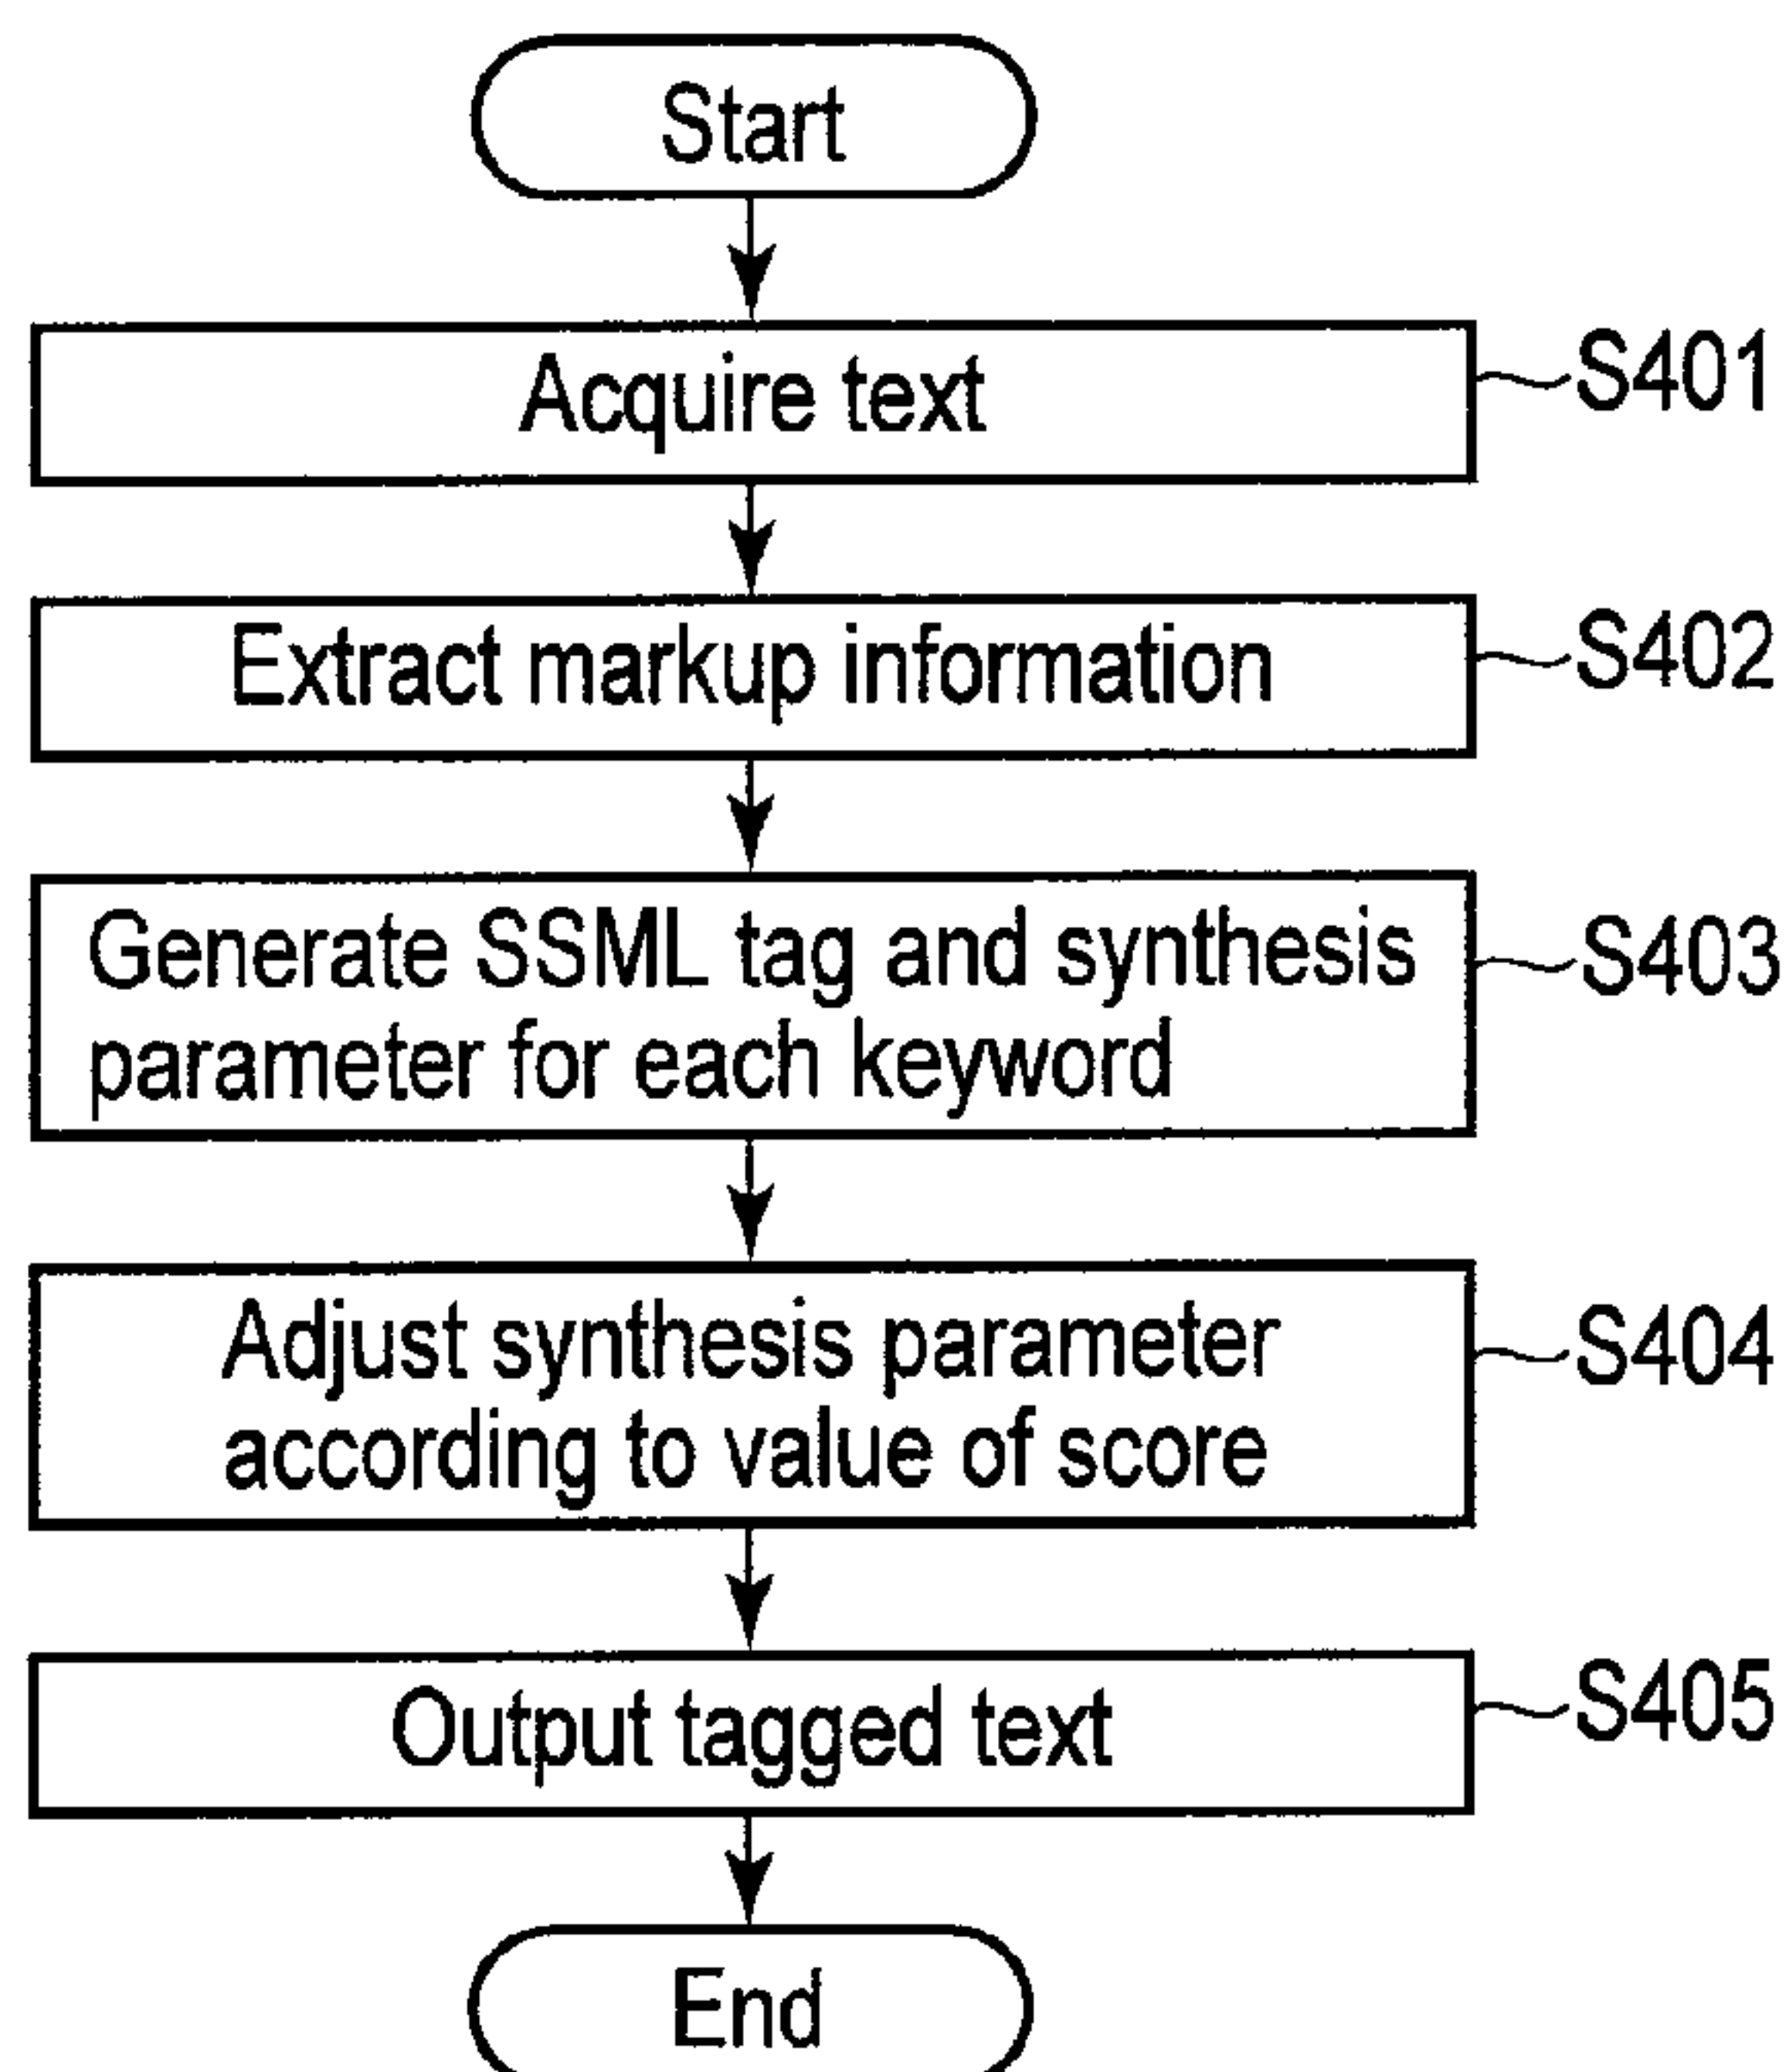 Start
Acquire text
S401
Extract markup information
S402
Generate SSML tag and synthesis
parameter for each keyword
S403
Adjust synthesis parameter
according to value of score
S404
Output tagged text
S405
End